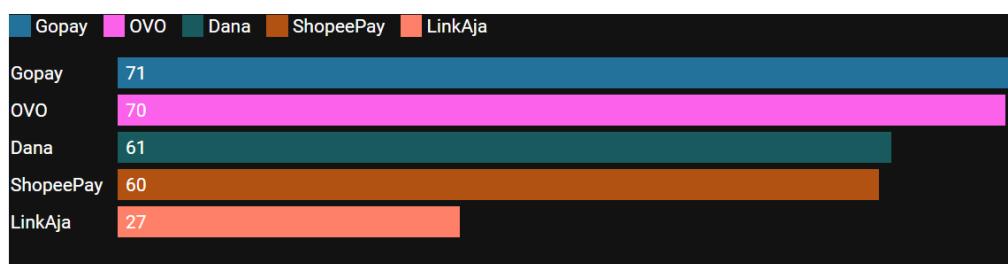 Gopay OVO Dana ShopeePay LinkAja
Gopay 71
OVO 70
Dana 61
ShopeePay 60
LinkAja 27